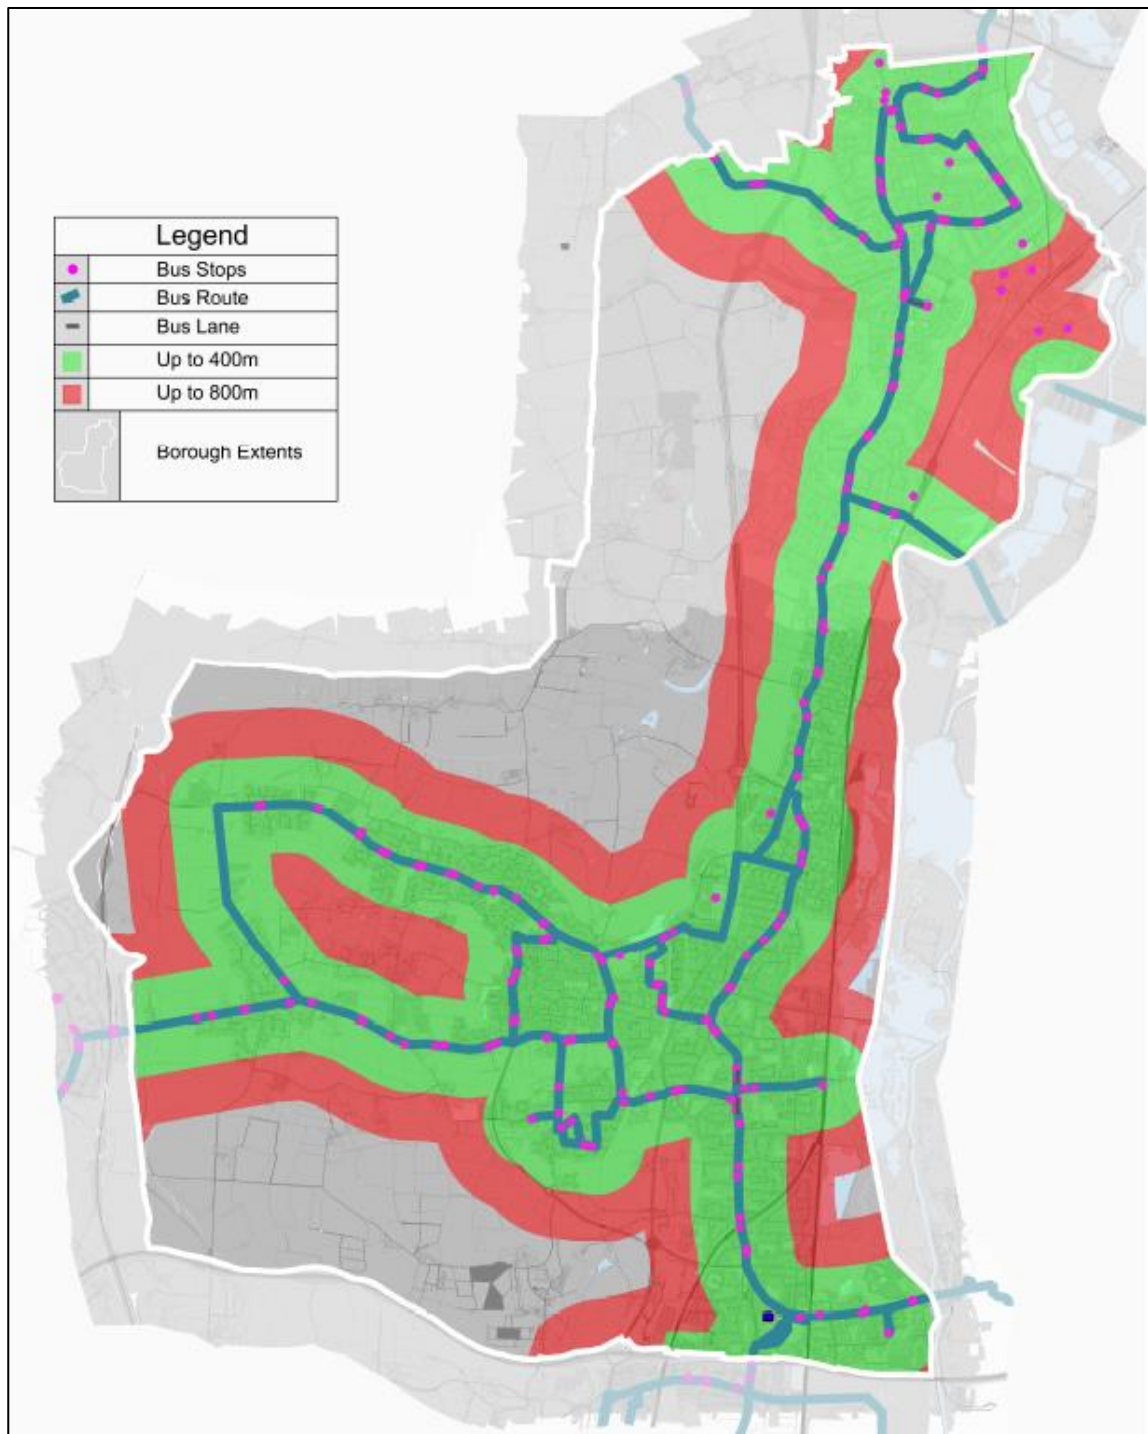 Legend
Bus Stops
Bus Route
Bus Lane
Up to 400m
Up to 800m
Borough Extents